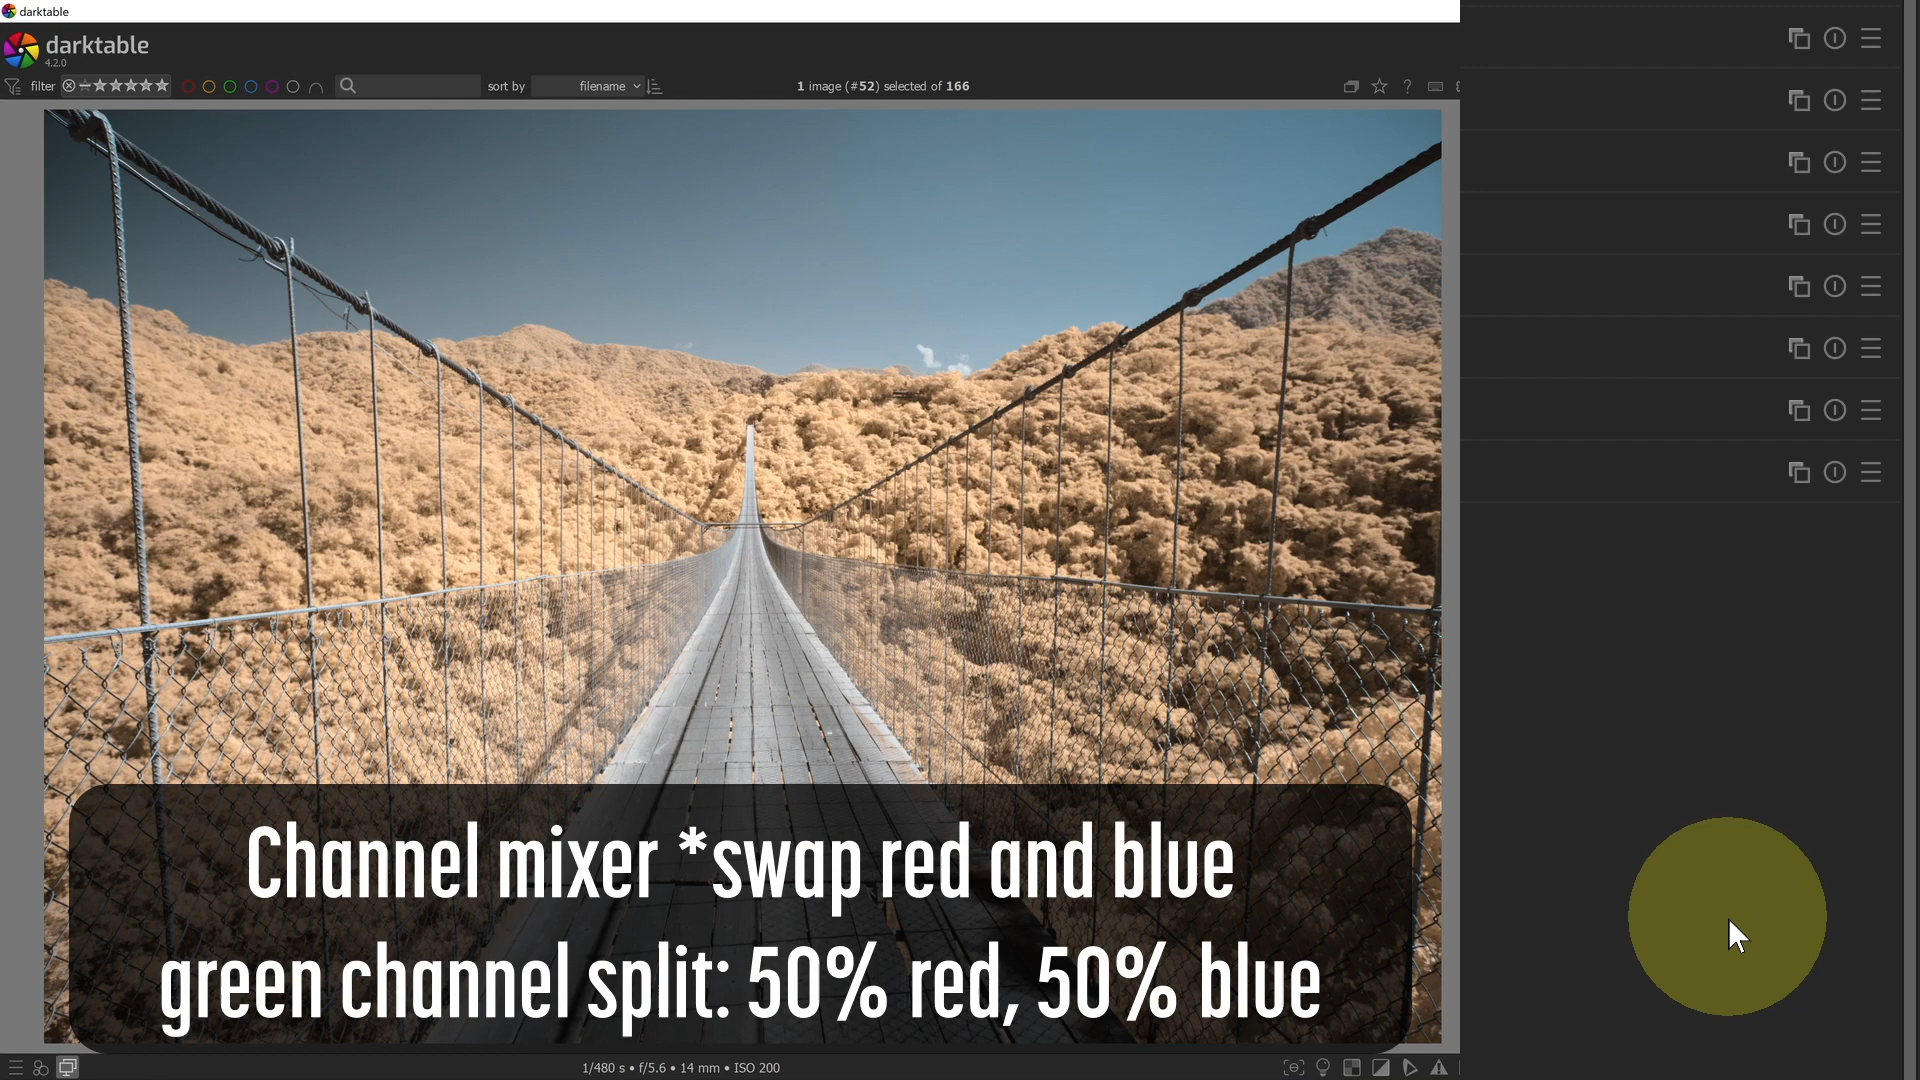 darktable
darktable
4.2.0
filter
sort by filename
1 image (#52) selected of 166
?
Channel mixer *swap red and blue
green channel split: 50% red, 50% blue
1/480 s • f/5.6 • 14 mm • ISO 200